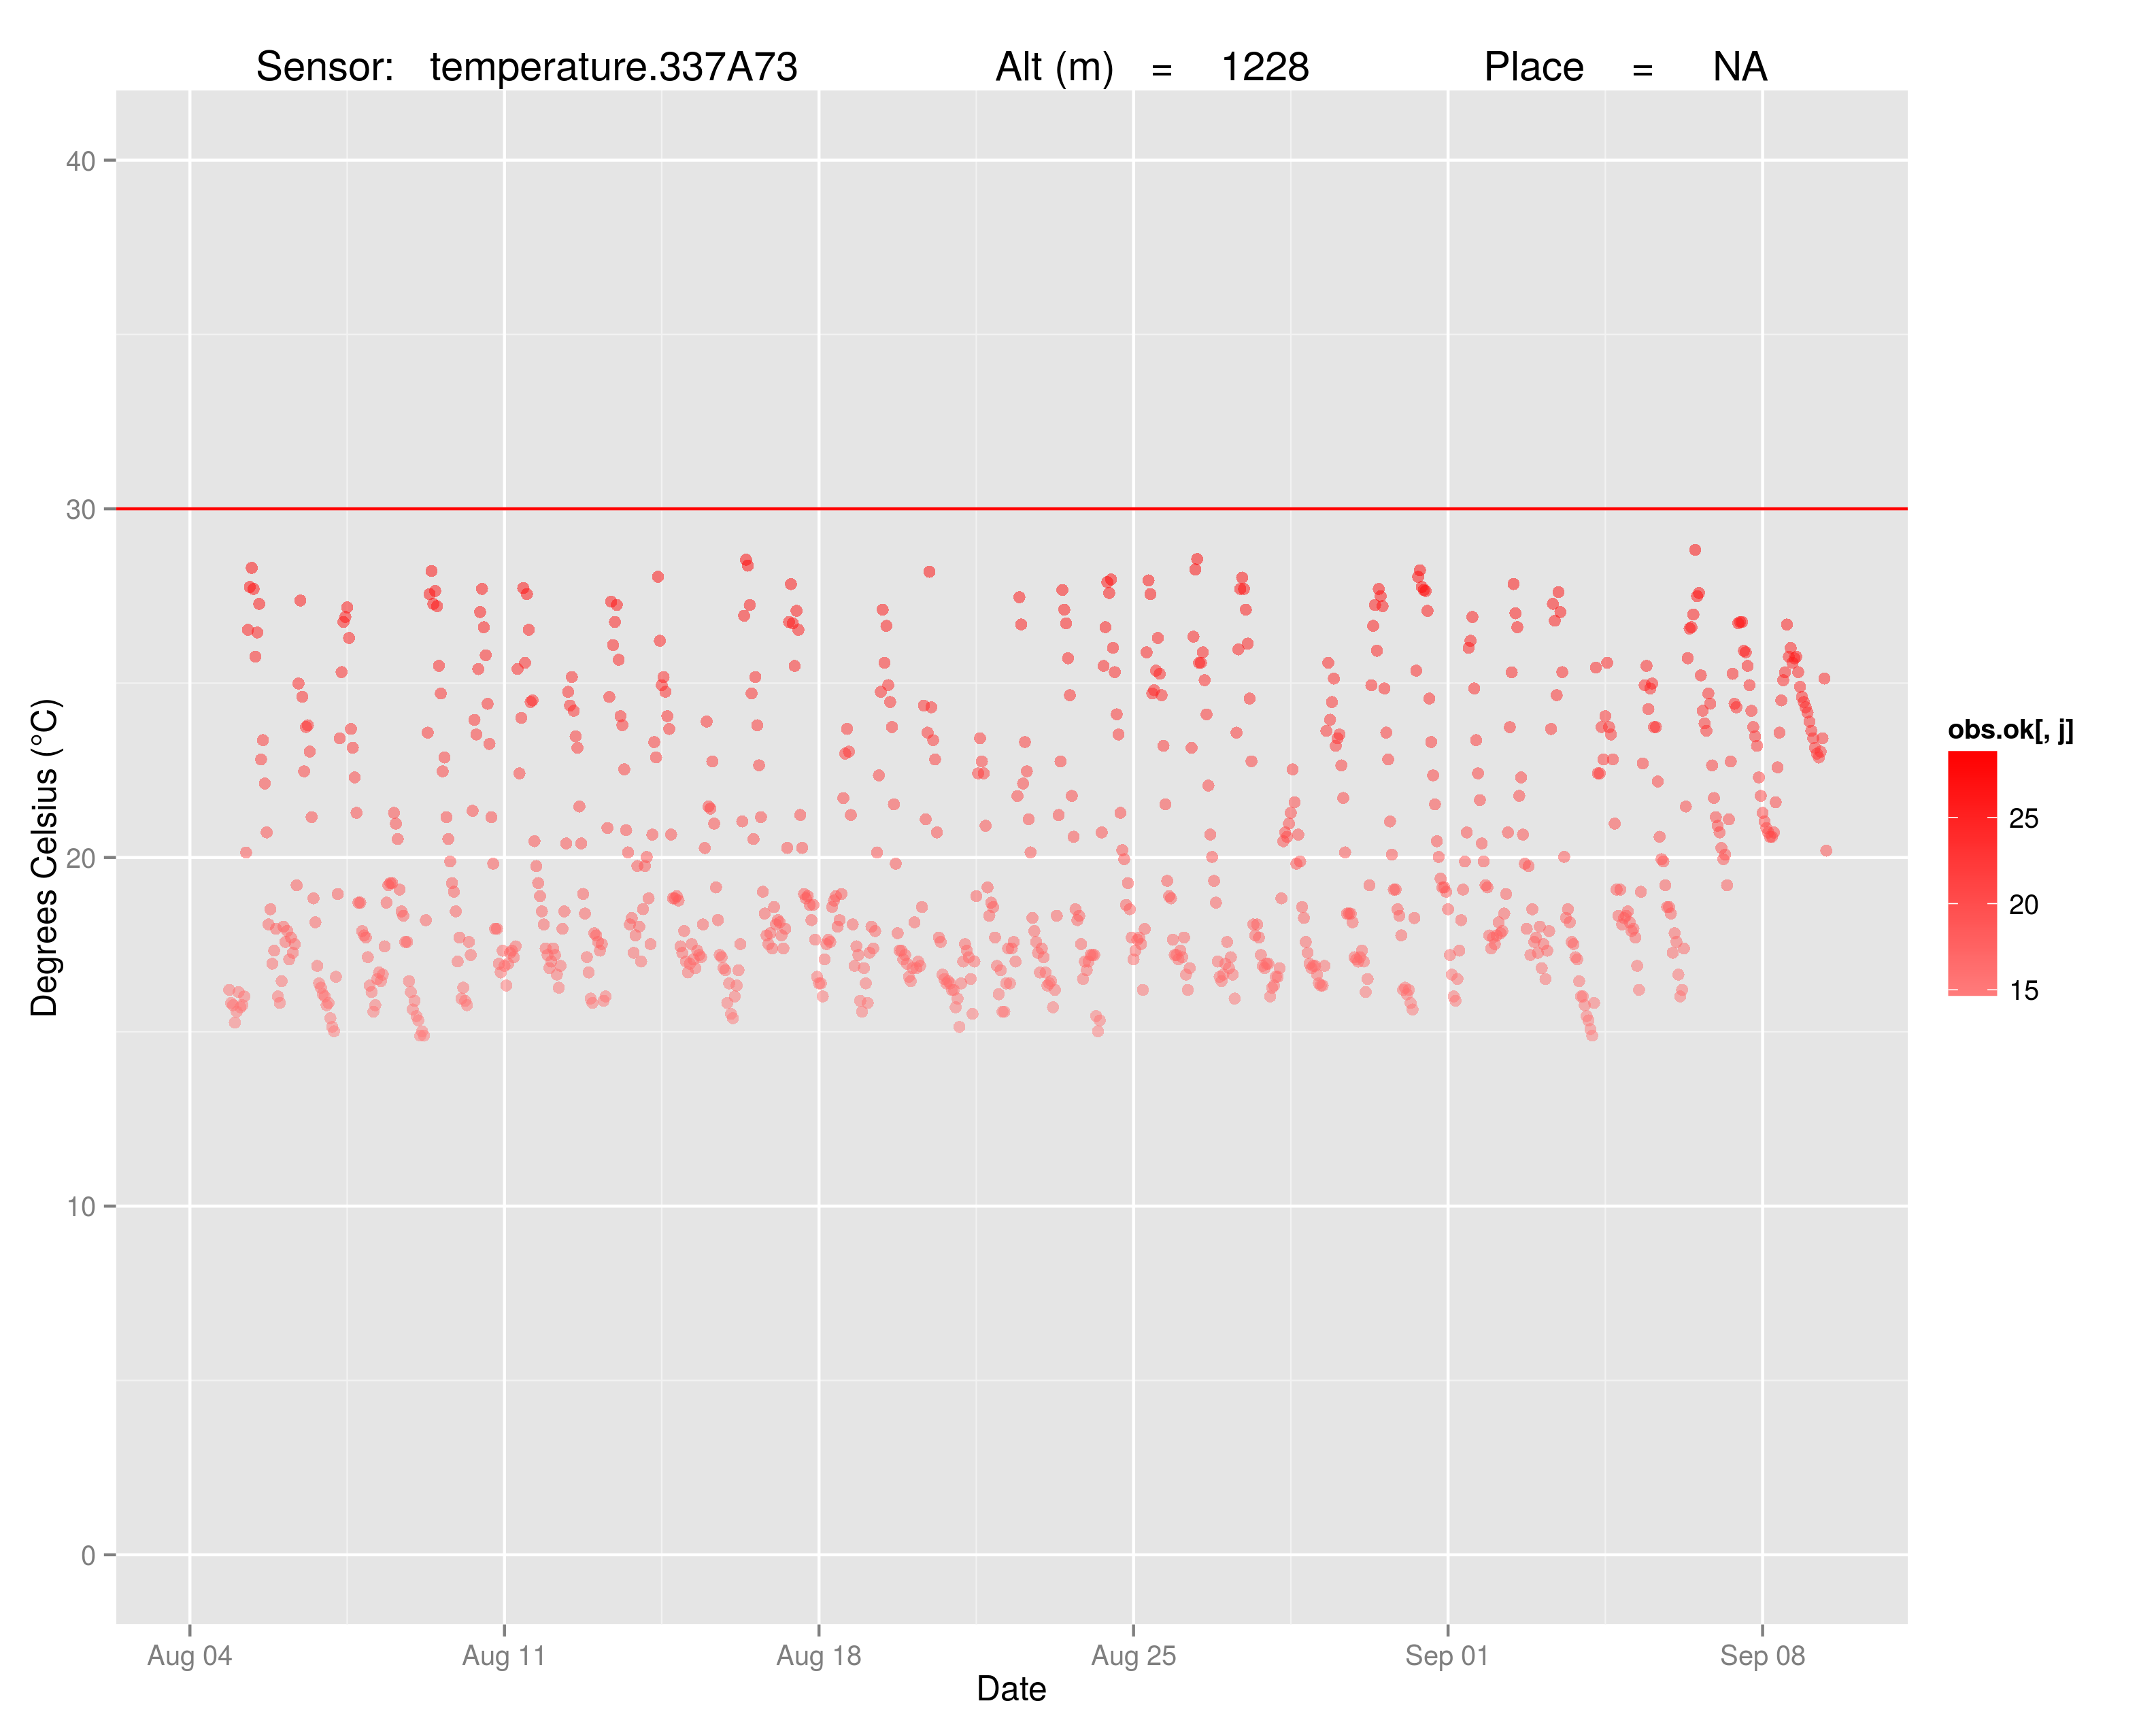 Sensor: temperature.337A73 Alt (m) = 1228 Place = NA
40
30
20
10
0
Degrees Celsius (°C)
Aug 04 Aug 11 Aug 18 Aug 25 Sep 01 Sep 08
Date
obs.ok[, j]
25
20
15